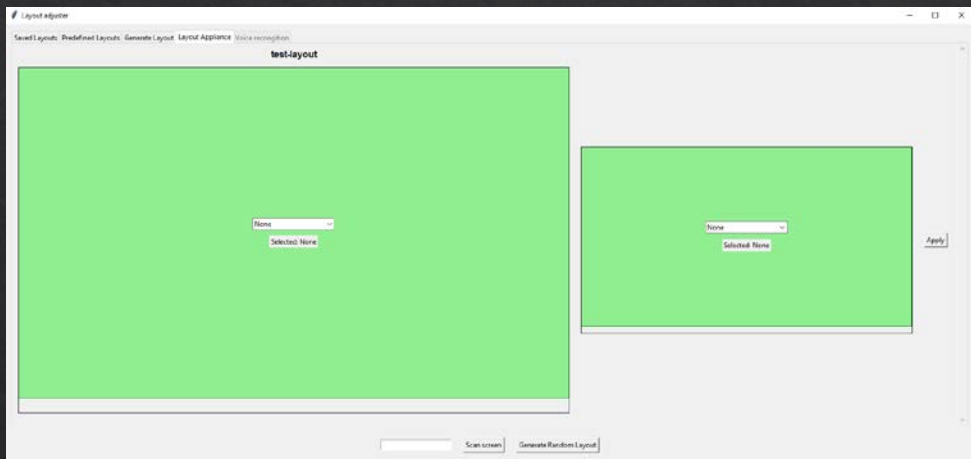 Layout adjuster
Saved Layouts Predefined Layouts Generate Layout Layout Appliance Voice recnogition
test-layout
None
Selected: None
None
Selected: None
Apply
Scan screen Generate Random Layout